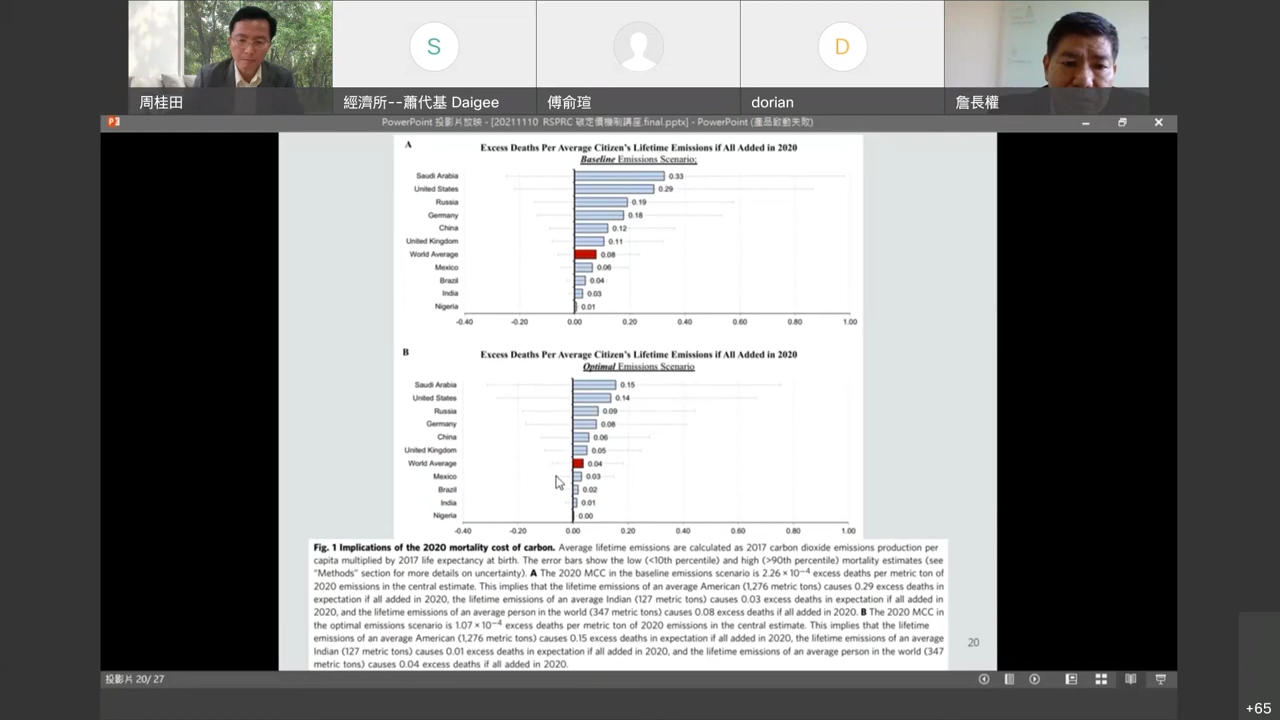 S
D
周桂田
經濟所--蕭代基 Daigee
傅俞瑄
dorian
詹長權
PowerPoint 投影片放映 - [20211110 RSPRC 碳定價機制講座.final.pptx] - PowerPoint (產品啟動失敗)
A
Excess Deaths Per Average Citizen's Lifetime Emissions if All Added in 2020
Baseline Emissions Scenario:
Saudi Arabia 0.33
United States 0.29
Russia 0.19
Germany 0.18
China 0.12
United Kingdom 0.11
World Average 0.08
Mexico 0.06
Brazil 0.04
India 0.03
Nigeria 0.01
-0.40 -0.20 0.00 0.20 0.40 0.60 0.80 1.00
B
Excess Deaths Per Average Citizen's Lifetime Emissions if All Added in 2020
Optimal Emissions Scenario
Saudi Arabia 0.15
United States 0.14
Russia 0.09
Germany 0.08
China 0.06
United Kingdom 0.05
World Average 0.04
Mexico 0.03
Brazil 0.02
India 0.01
Nigeria 0.00
-0.40 -0.20 0.00 0.20 0.40 0.60 0.80 1.00
Fig. 1 Implications of the 2020 mortality cost of carbon. Average lifetime emissions are calculated as 2017 carbon dioxide emissions production per
capita multiplied by 2017 life expectancy at birth. The error bars show the low (<10th percentile) and high (>90th percentile) mortality estimates (see
"Methods" section for more details on uncertainty). A The 2020 MCC in the baseline emissions scenario is 2.26 × 10⁻⁴ excess deaths per metric ton of
2020 emissions in the central estimate. This implies that the lifetime emissions of an average American (1,276 metric tons) causes 0.29 excess deaths in
expectation if all added in 2020, the lifetime emissions of an average Indian (127 metric tons) causes 0.03 excess deaths in expectation if all added in
2020, and the lifetime emissions of an average person in the world (347 metric tons) causes 0.08 excess deaths if all added in 2020. B The 2020 MCC in
the optimal emissions scenario is 1.07 × 10⁻⁴ excess deaths per metric ton of 2020 emissions in the central estimate. This implies that the lifetime
emissions of an average American (1,276 metric tons) causes 0.15 excess deaths in expectation if all added in 2020, the lifetime emissions of an average
Indian (127 metric tons) causes 0.01 excess deaths in expectation if all added in 2020, and the lifetime emissions of an average person in the world (347
metric tons) causes 0.04 excess deaths if all added in 2020.
20
投影片 20/ 27
+65